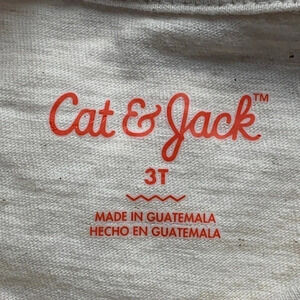 Cat & Jack™
3T
MADE IN GUATEMALA
HECHO EN GUATEMALA